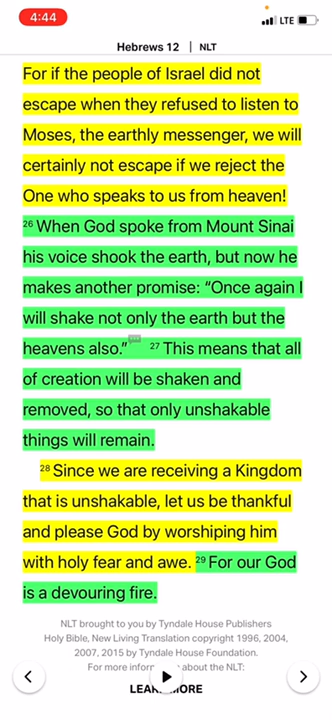 4:44
LTE
Hebrews 12 | NLT
For if the people of Israel did not
escape when they refused to listen to
Moses, the earthly messenger, we will
certainly not escape if we reject the
One who speaks to us from heaven!
26 When God spoke from Mount Sinai
his voice shook the earth, but now he
makes another promise: “Once again I
will shake not only the earth but the
heavens also.” 27 This means that all
of creation will be shaken and
removed, so that only unshakable
things will remain.
28 Since we are receiving a Kingdom
that is unshakable, let us be thankful
and please God by worshiping him
with holy fear and awe. 29 For our God
is a devouring fire.
NLT brought to you by Tyndale House Publishers
Holy Bible, New Living Translation copyright 1996, 2004,
2007, 2015 by Tyndale House Foundation.
For more about the NLT: